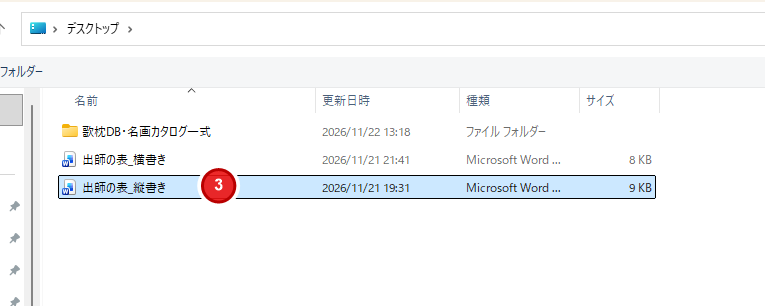 デスクトップ
フォルダー
名前 更新日時 種類 サイズ
歌枕DB・名画カタログ一式 2026/11/22 13:18 ファイル フォルダー
出師の表_横書き 2026/11/21 21:41 Microsoft Word ... 8 KB
出師の表_縦書き 3 2026/11/21 19:31 Microsoft Word ... 9 KB